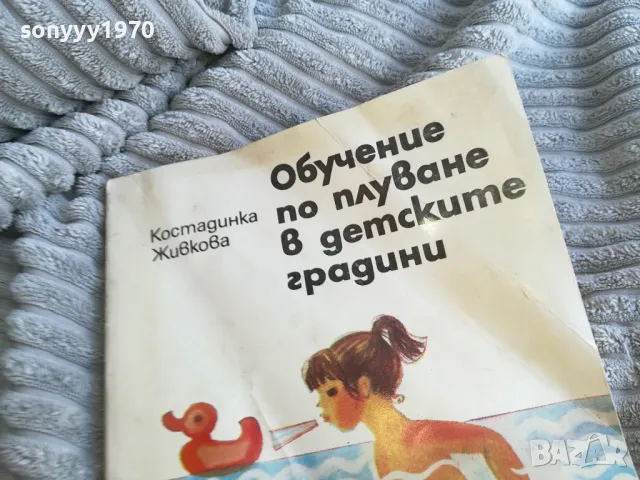 sonyyy1970
Обучение
по плуване
в детските
градини
Костадинка
Живкова
BAZAR